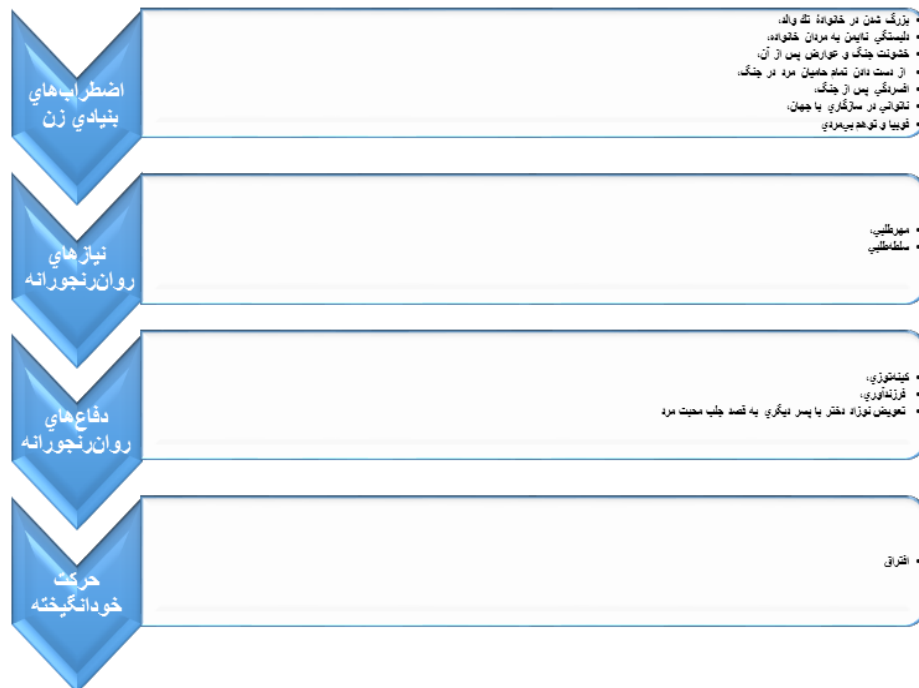 اضطراب‌هاي
بنيادي زن
• بزرگ شدن در خانوادهٔ تك والد،
• دلبستگي ناايمن به مردان خانواده،
• خشونت جنگ و عوارض پس از آن،
• از دست دادن تمام حاميان مرد در جنگ،
• افسردگي پس از جنگ،
• ناتواني در سازگاري با جهان،
• فوبيا و توهم بي‌مردي
نيازهاي
روان‌رنجورانه
• مهرطلبي،
• سلطه‌طلبي
دفاع‌هاي
روان‌رنجورانه
• كينه‌توزي،
• فرزندآوري،
• تعويض نوزاد دختر با پسر ديگري به قصد جلب محبت مرد
حركت
خودانگيخته
• افتراق